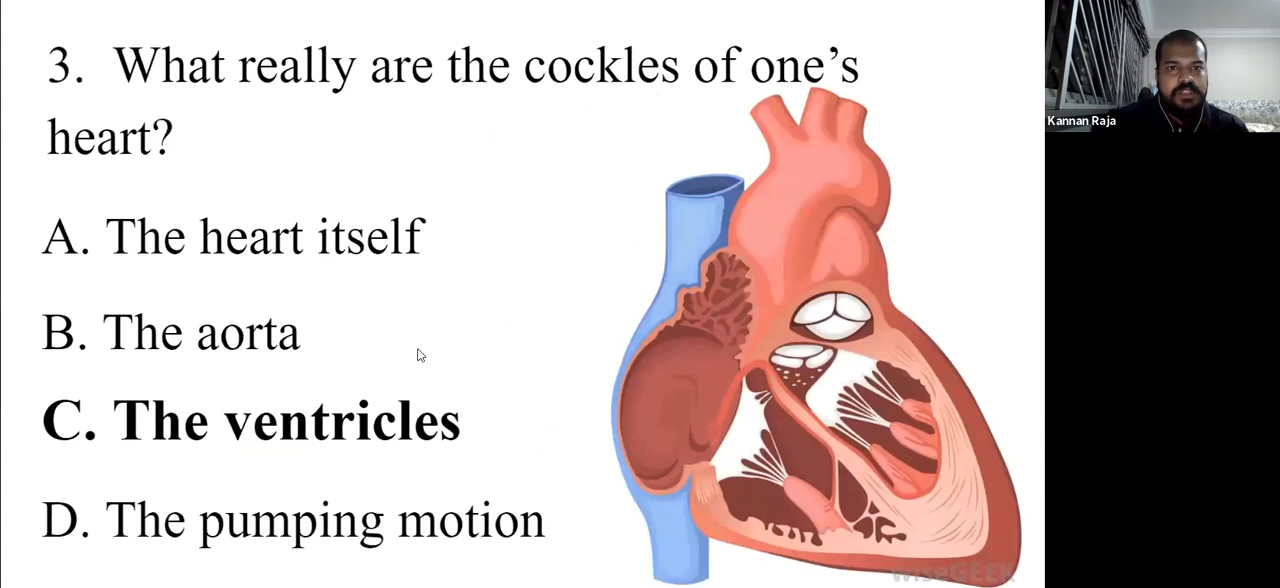 3. What really are the cockles of one’s
heart?
A. The heart itself
B. The aorta
C. The ventricles
D. The pumping motion
Kannan Raja
wiseGEEK